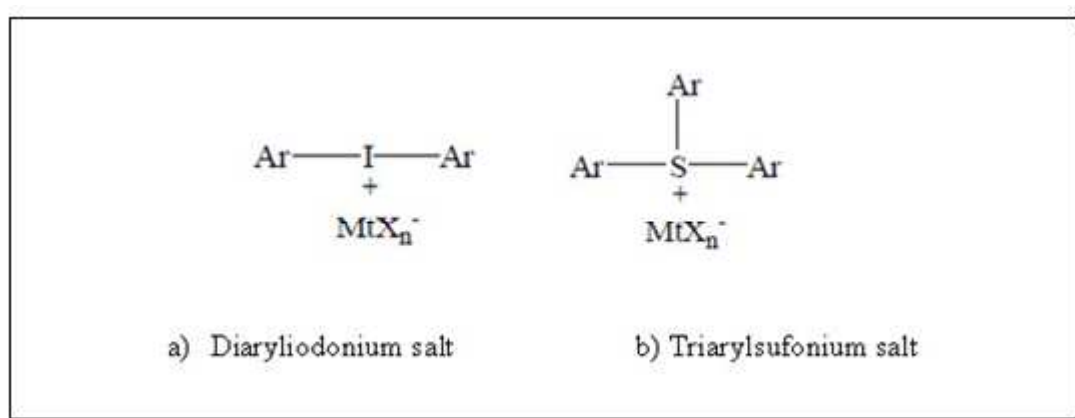 Ar
Ar—I—Ar
+
MtXn-
Ar—S—Ar
+
MtXn-
a) Diaryliodonium salt
b) Triarylsufonium salt